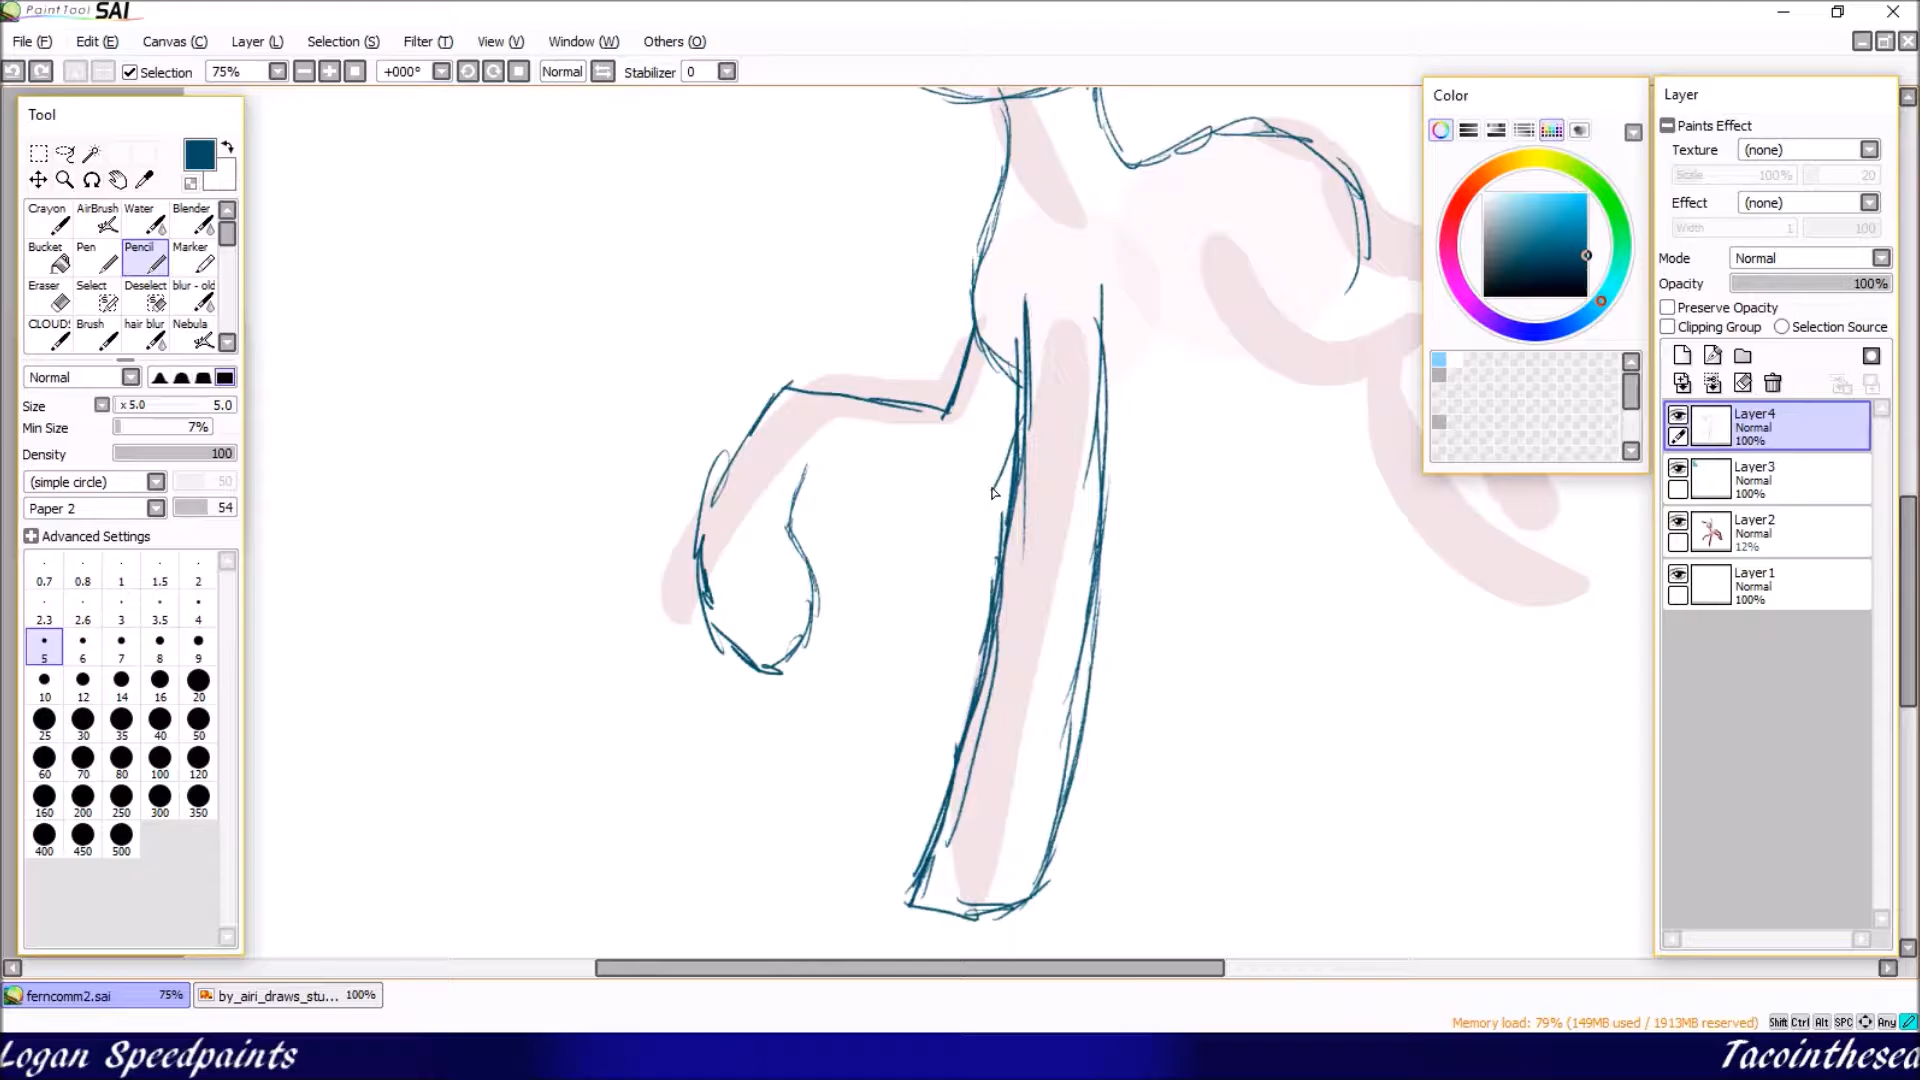 PaintTool SAI
File (F) Edit (E) Canvas (C) Layer (L) Selection (S) Filter (T) View (V) Window (W) Others (O)
Selection 75% +000° Normal Stabilizer 0
Tool
Crayon AirBrush Water Blender
Bucket Pen Pencil Marker
Eraser Select Deselect blur - old
CLOUD! Brush hair blur Nebula
Normal
Size x 5.0 5.0
Min Size 7%
Density 100
(simple circle) 50
Paper 2 54
Advanced Settings
0.7 0.8 1 1.5 2
2.3 2.6 3 3.5 4
5 6 7 8 9
10 12 14 16 20
25 30 35 40 50
60 70 80 100 120
160 200 250 300 350
400 450 500
Color
Layer
Paints Effect
Texture (none)
Scale 100% 20
Effect (none)
Width 1 100
Mode Normal
Opacity 100%
Preserve Opacity
Clipping Group Selection Source
Layer4
Normal
100%
Layer3
Normal
100%
Layer2
Normal
12%
Layer1
Normal
100%
ferncomm2.sai 75% by_airi_draws_stu... 100%
Memory load: 79% (149MB used / 1913MB reserved) Shift Ctrl Alt SPC Any
Logan Speedpaints Tacointhesea